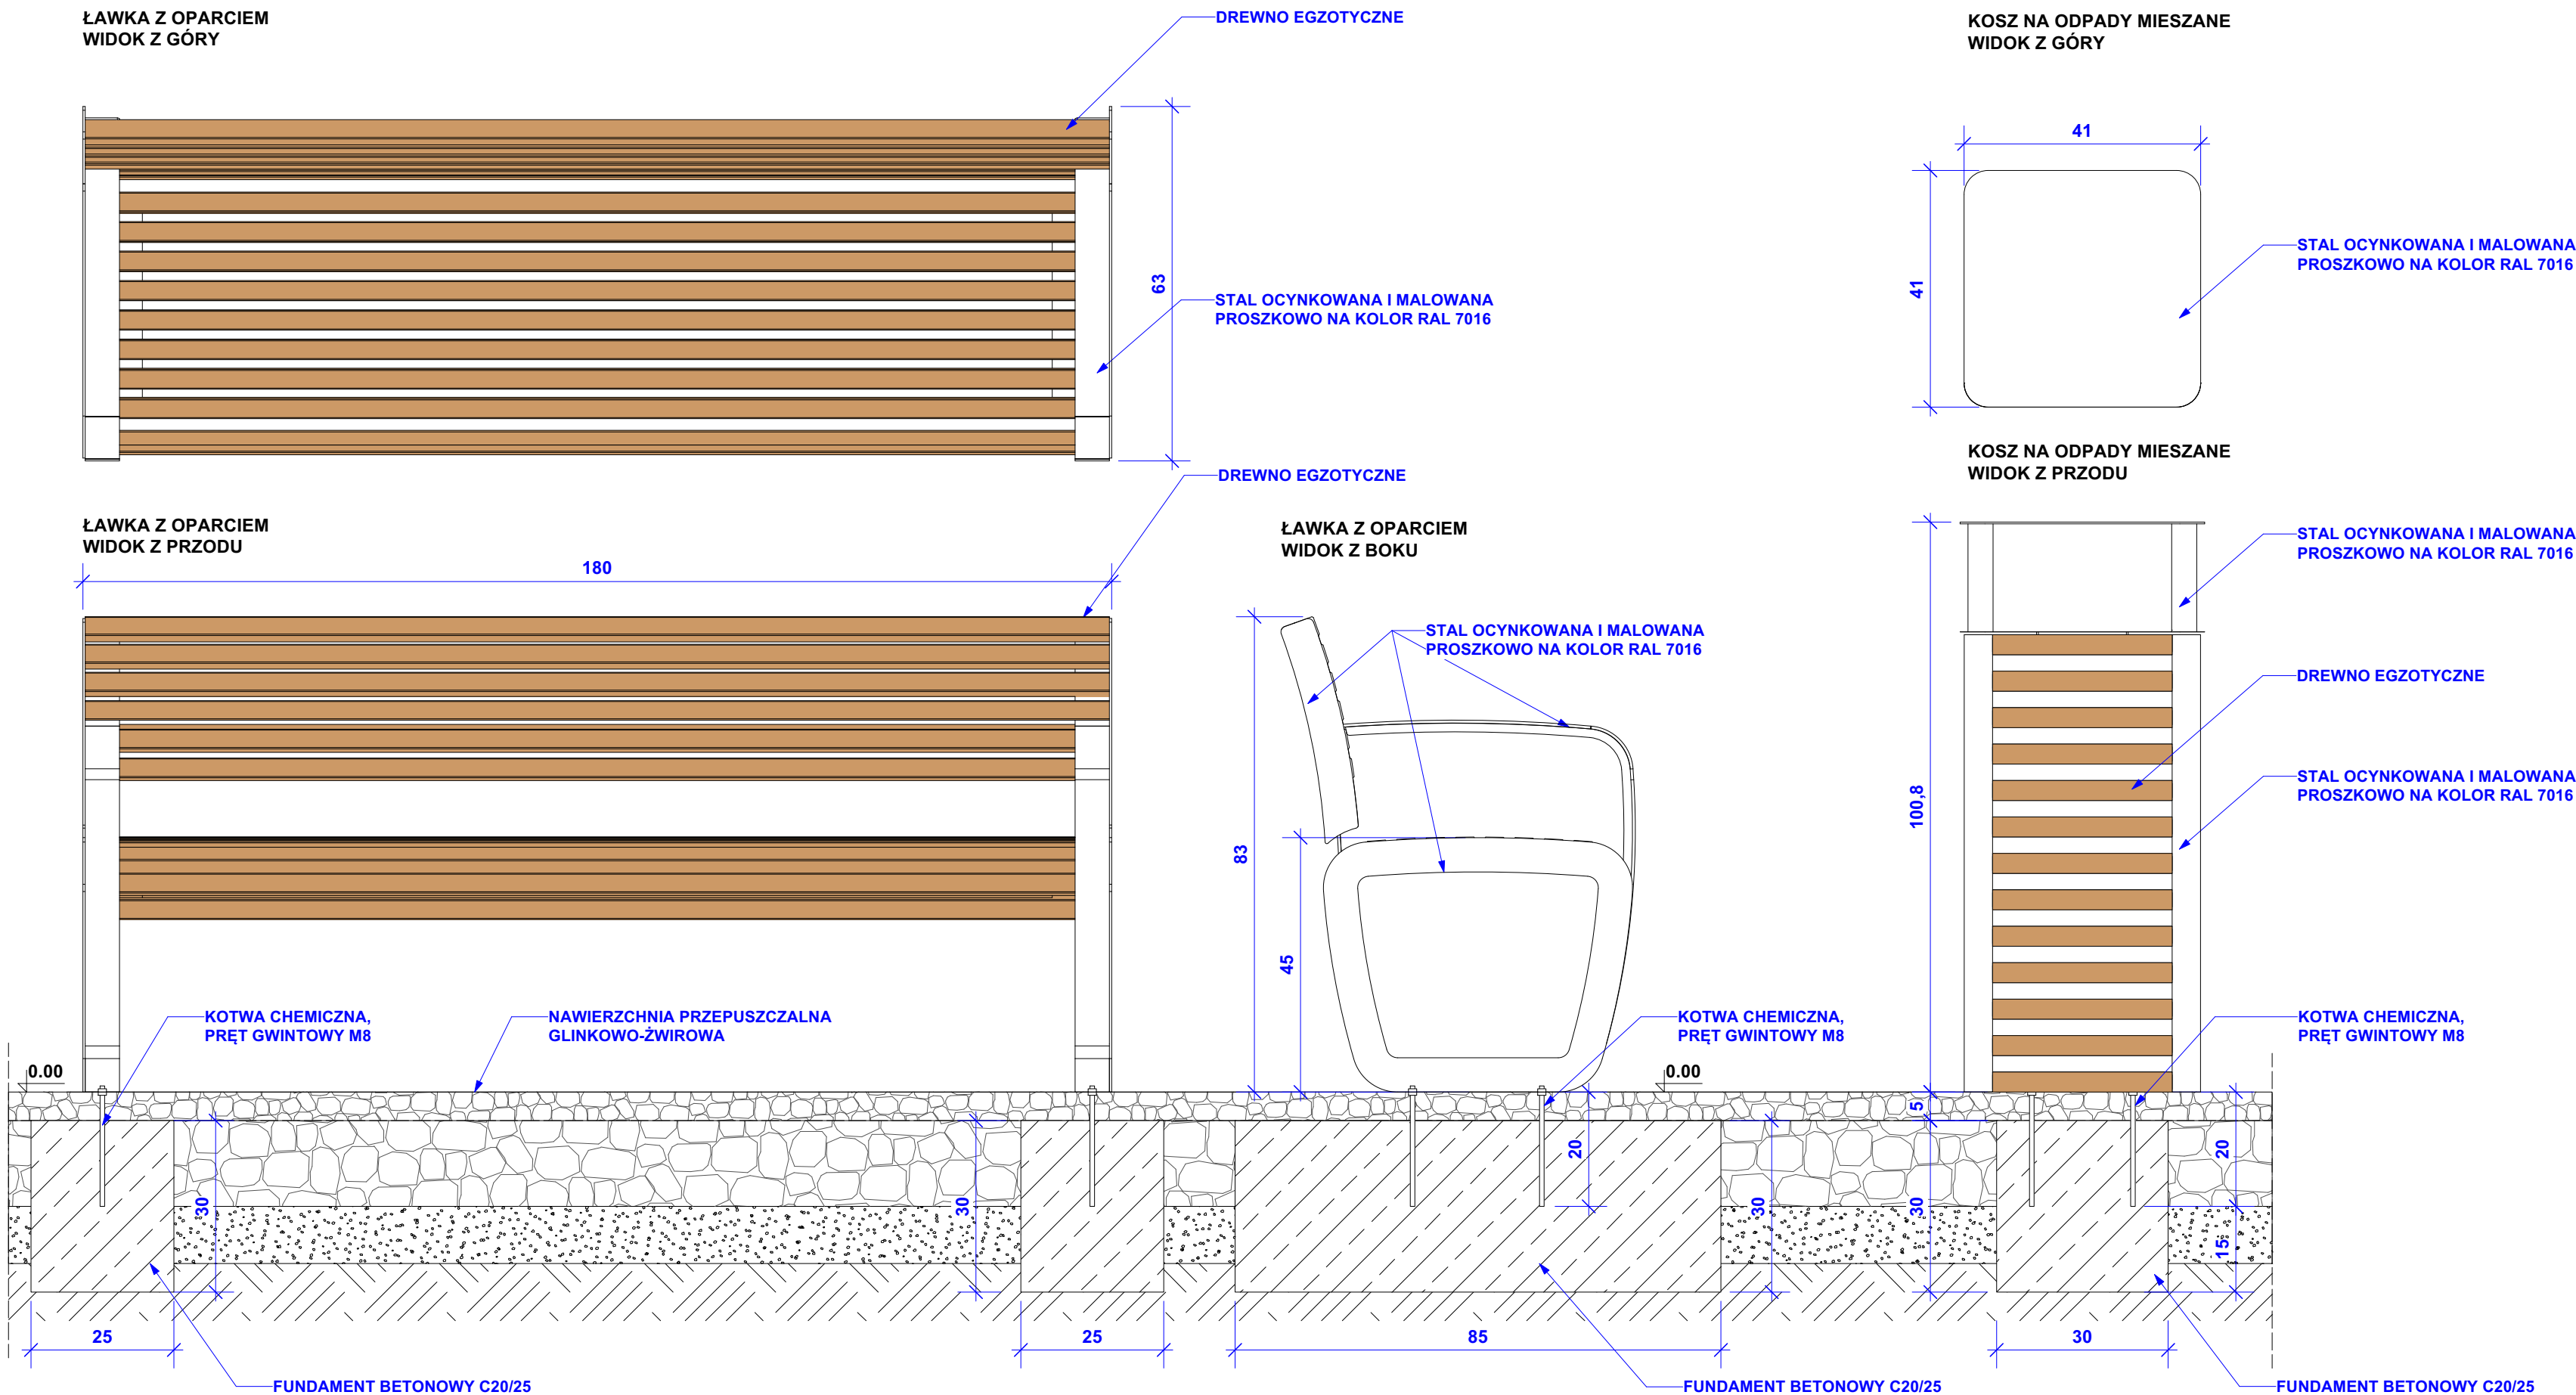 ŁAWKA Z OPARCIEM
WIDOK Z GÓRY
DREWNO EGZOTYCZNE
63
STAL OCYNKOWANA I MALOWANA
PROSZKOWO NA KOLOR RAL 7016
KOSZ NA ODPADY MIESZANE
WIDOK Z GÓRY
41
41
STAL OCYNKOWANA I MALOWANA
PROSZKOWO NA KOLOR RAL 7016
ŁAWKA Z OPARCIEM
WIDOK Z PRZODU
DREWNO EGZOTYCZNE
180
KOTWA CHEMICZNA,
PRĘT GWINTOWY M8
NAWIERZCHNIA PRZEPUSZCZALNA
GLINKOWO-ŻWIROWA
0.00
30
30
25
25
FUNDAMENT BETONOWY C20/25
ŁAWKA Z OPARCIEM
WIDOK Z BOKU
STAL OCYNKOWANA I MALOWANA
PROSZKOWO NA KOLOR RAL 7016
83
45
KOTWA CHEMICZNA,
PRĘT GWINTOWY M8
0.00
20
30
85
FUNDAMENT BETONOWY C20/25
KOSZ NA ODPADY MIESZANE
WIDOK Z PRZODU
STAL OCYNKOWANA I MALOWANA
PROSZKOWO NA KOLOR RAL 7016
DREWNO EGZOTYCZNE
STAL OCYNKOWANA I MALOWANA
PROSZKOWO NA KOLOR RAL 7016
100,8
KOTWA CHEMICZNA,
PRĘT GWINTOWY M8
5
20
30
15
30
FUNDAMENT BETONOWY C20/25